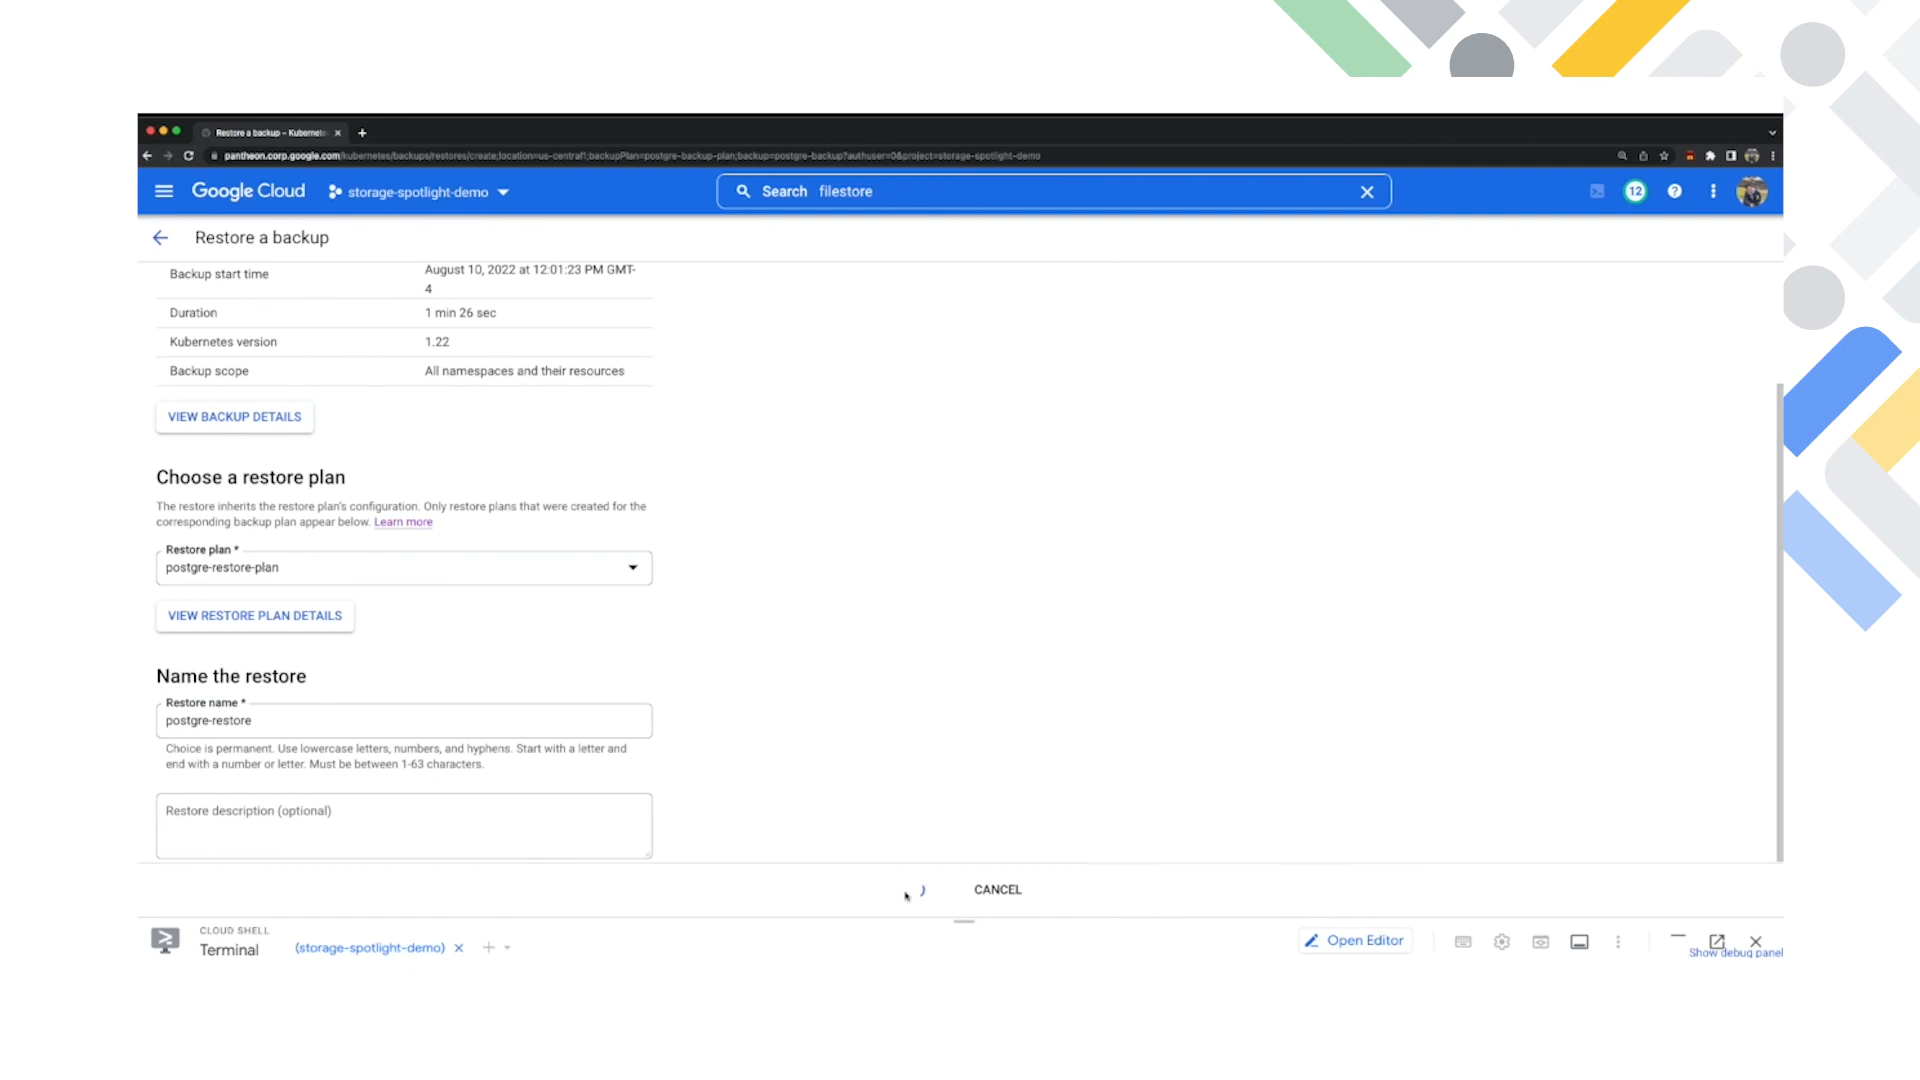 Restore a backup – Kubernete
pantheon.corp.google.com/kubernetes/backups/restores/create;location=us-central1;backupPlan=postgre-backup-plan;backup=postgre-backup?authuser=0&project=storage-spotlight-demo
Google Cloud
storage-spotlight-demo
Search filestore
12
Restore a backup
Backup start time
August 10, 2022 at 12:01:23 PM GMT-
4
Duration
1 min 26 sec
Kubernetes version
1.22
Backup scope
All namespaces and their resources
VIEW BACKUP DETAILS
Choose a restore plan
The restore inherits the restore plan's configuration. Only restore plans that were created for the
corresponding backup plan appear below. Learn more
Restore plan *
postgre-restore-plan
VIEW RESTORE PLAN DETAILS
Name the restore
Restore name *
postgre-restore
Choice is permanent. Use lowercase letters, numbers, and hyphens. Start with a letter and
end with a number or letter. Must be between 1-63 characters.
Restore description (optional)
CANCEL
CLOUD SHELL
Terminal
(storage-spotlight-demo)
Open Editor
Show debug panel